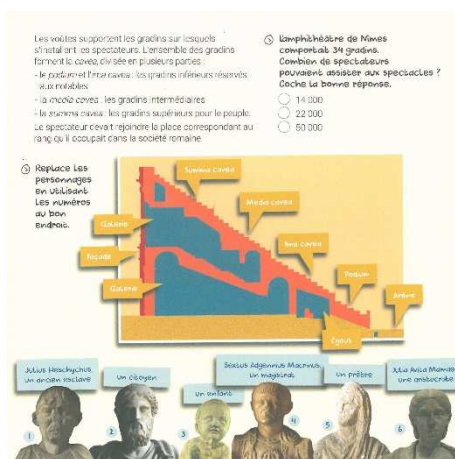 Les voûtes supportent les gradins sur lesquels
s'installent les spectateurs. L'ensemble des gradins
forment la cavea, divisée en plusieurs parties :
- le podium et l'ima cavea : les gradins inférieurs réservés
aux notables
- la media cavea : les gradins intermédiaires
- la summa cavea : les gradins supérieurs pour le peuple.
Le spectateur devait rejoindre la place correspondant au
rang qu'il occupait dans la société romaine.
L'amphithéâtre de Nîmes
comportait 34 gradins.
Combien de spectateurs
pouvaient assister aux spectacles ?
Coche la bonne réponse.
14 000
22 000
50 000
Replace les
personnages
en utilisant
les numéros
au bon
endroit.
Summa cavea
Media cavea
Galerie
Ima cavea
Façade
Podium
Galerie
Arène
Égout
Julius Hesychius
un ancien esclave
un citoyen
un enfant
Sextus Adgennius Macrinus
un magistrat
un prêtre
une aristocrate
1
2
3
4
5
6